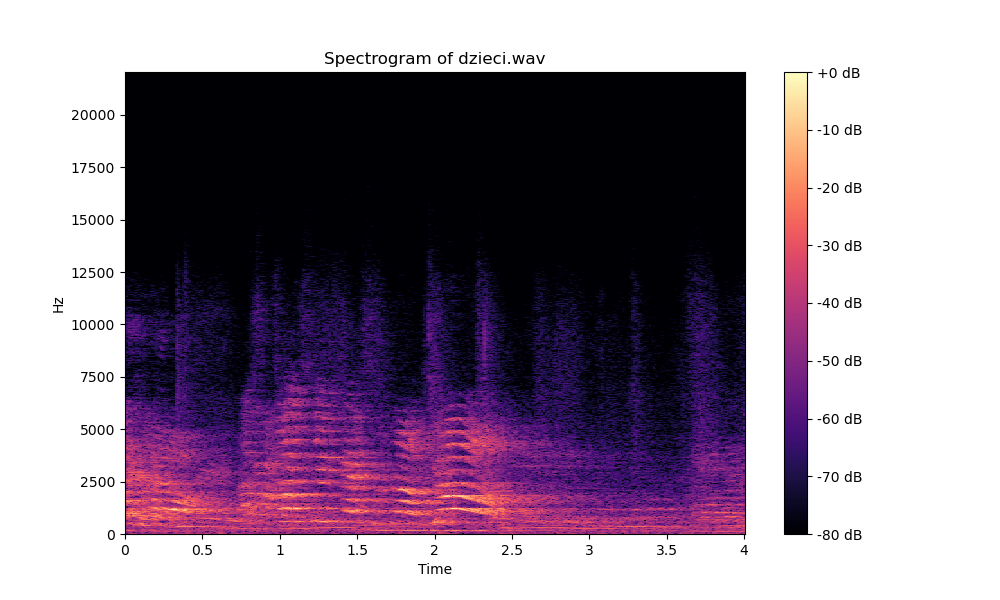 Spectrogram of dzieci.wav
Hz
20000
17500
15000
12500
10000
7500
5000
2500
0
0 0.5 1 1.5 2 2.5 3 3.5 4
Time
+0 dB
-10 dB
-20 dB
-30 dB
-40 dB
-50 dB
-60 dB
-70 dB
-80 dB